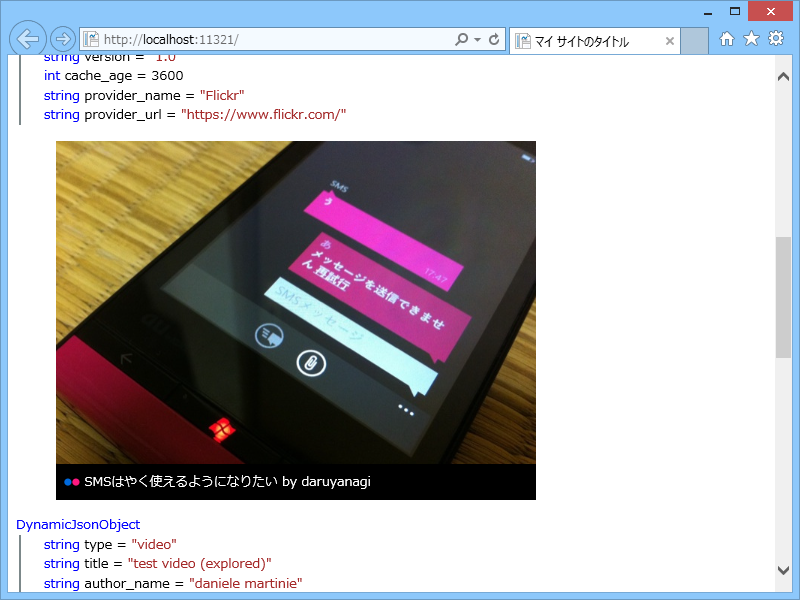 http://localhost:11321/
マイ サイトのタイトル
string version = "1.0"
int cache_age = 3600
string provider_name = "Flickr"
string provider_url = "https://www.flickr.com/"
SMS
う
17:47
あ
メッセージを送信できませ
ん 再試行
SMSメッセージ
SMSはやく使えるようになりたい by daruyanagi
DynamicJsonObject
string type = "video"
string title = "test video (explored)"
string author_name = "daniele martinie"